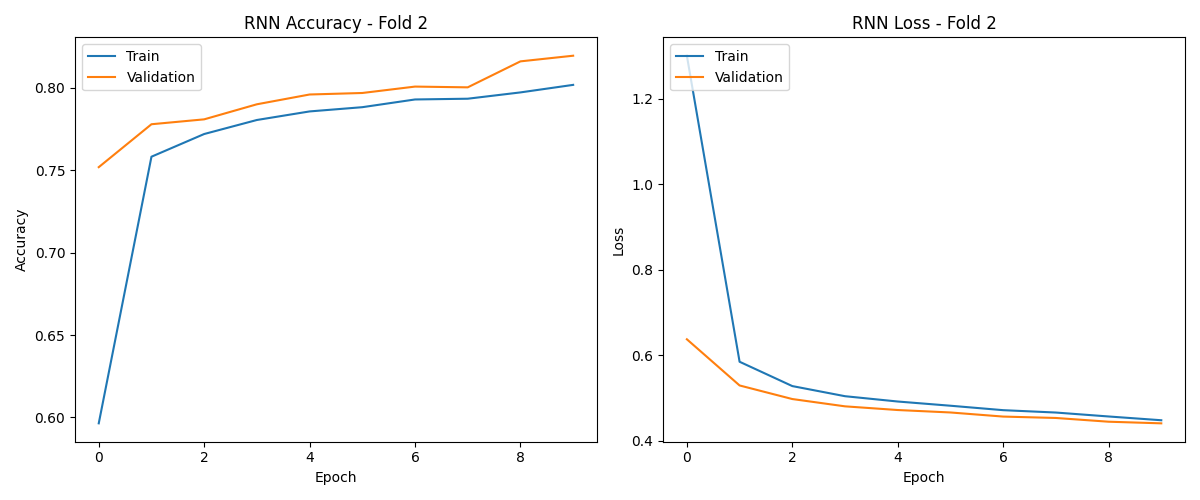 RNN Accuracy - Fold 2
Train
Validation
0.80
0.75
0.70
0.65
0.60
Accuracy
0 2 4 6 8
Epoch
RNN Loss - Fold 2
Train
Validation
1.2
1.0
0.8
0.6
0.4
Loss
0 2 4 6 8
Epoch